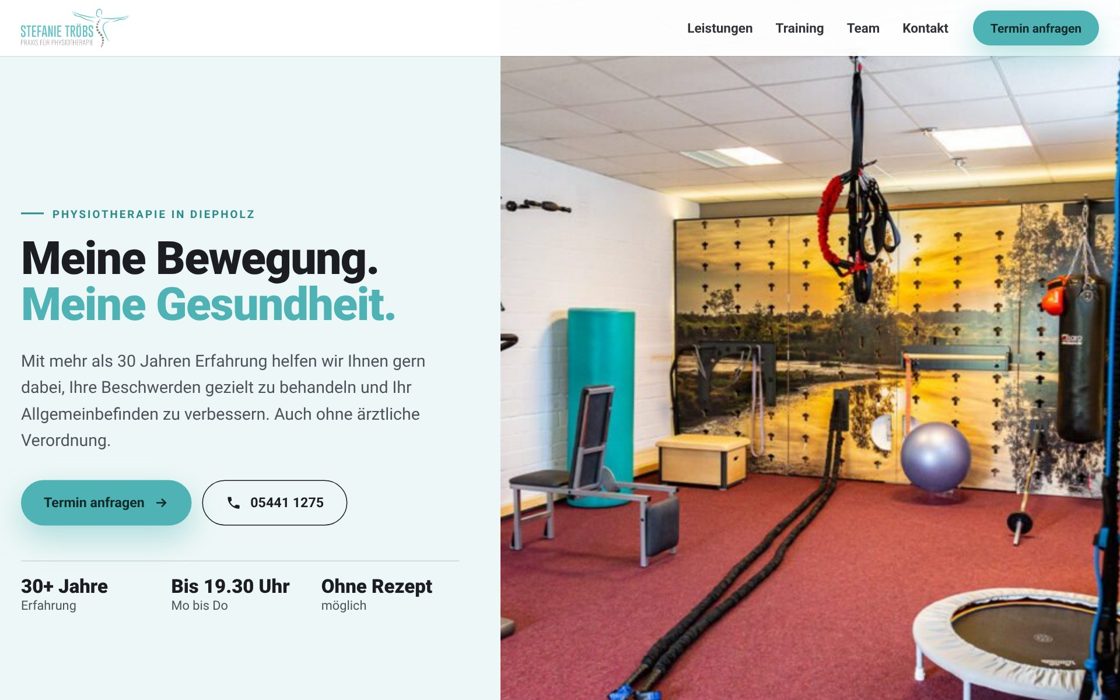 STEFANIE TRÖBS
PRAXIS FÜR PHYSIOTHERAPIE
Leistungen
Training
Team
Kontakt
Termin anfragen
PHYSIOTHERAPIE IN DIEPHOLZ
Meine Bewegung.
Meine Gesundheit.
Mit mehr als 30 Jahren Erfahrung helfen wir Ihnen gern
dabei, Ihre Beschwerden gezielt zu behandeln und Ihr
Allgemeinbefinden zu verbessern. Auch ohne ärztliche
Verordnung.
Termin anfragen
05441 1275
30+ Jahre
Erfahrung
Bis 19.30 Uhr
Mo bis Do
Ohne Rezept
möglich